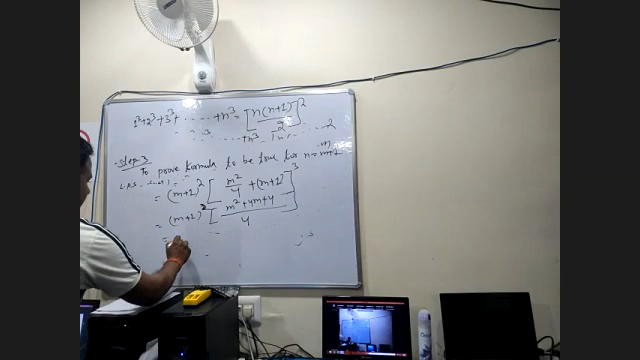 1³+2³+3³+ ...... +n³ = [n(n+1)/2]²
Step 3
To prove formula to be true for n = m+1
= (m+1)² [m²/4 + (m+1)]
= (m+1)² [m²+4m+4/4]
=